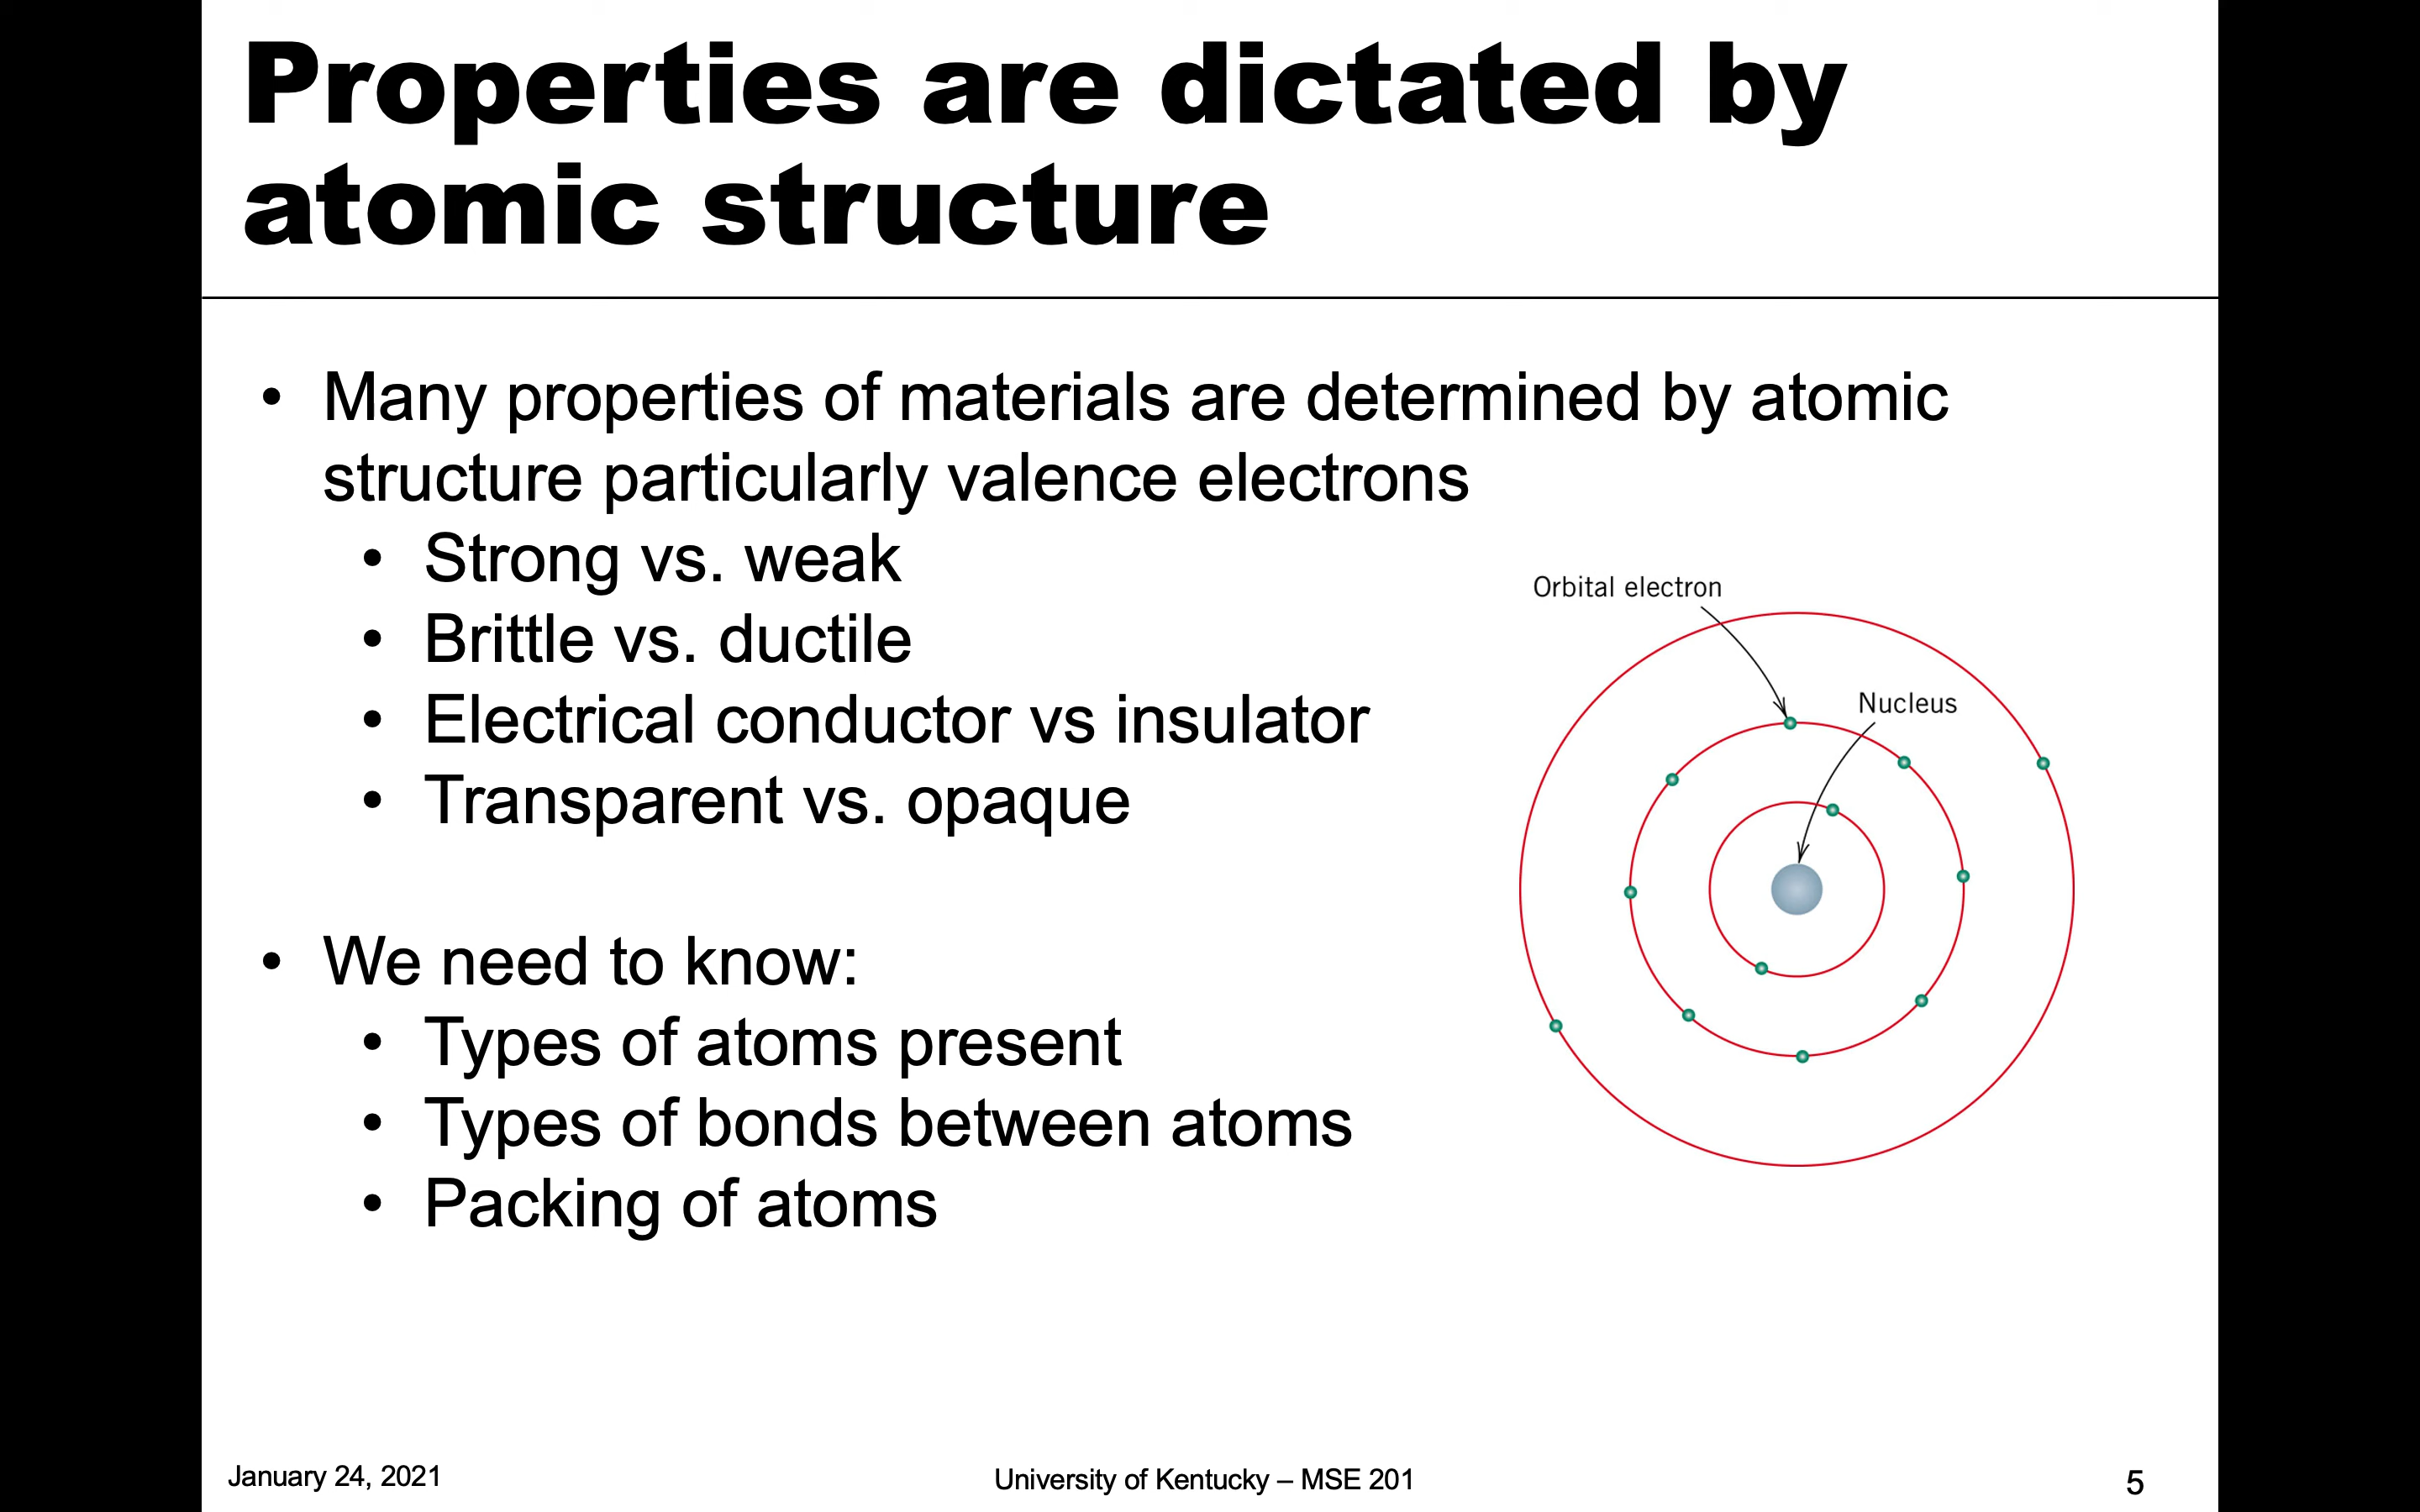 Properties are dictated by
atomic structure
• Many properties of materials are determined by atomic
structure particularly valence electrons
• Strong vs. weak
• Brittle vs. ductile
• Electrical conductor vs insulator
• Transparent vs. opaque
• We need to know:
• Types of atoms present
• Types of bonds between atoms
• Packing of atoms
Orbital electron
Nucleus
January 24, 2021
University of Kentucky – MSE 201
5